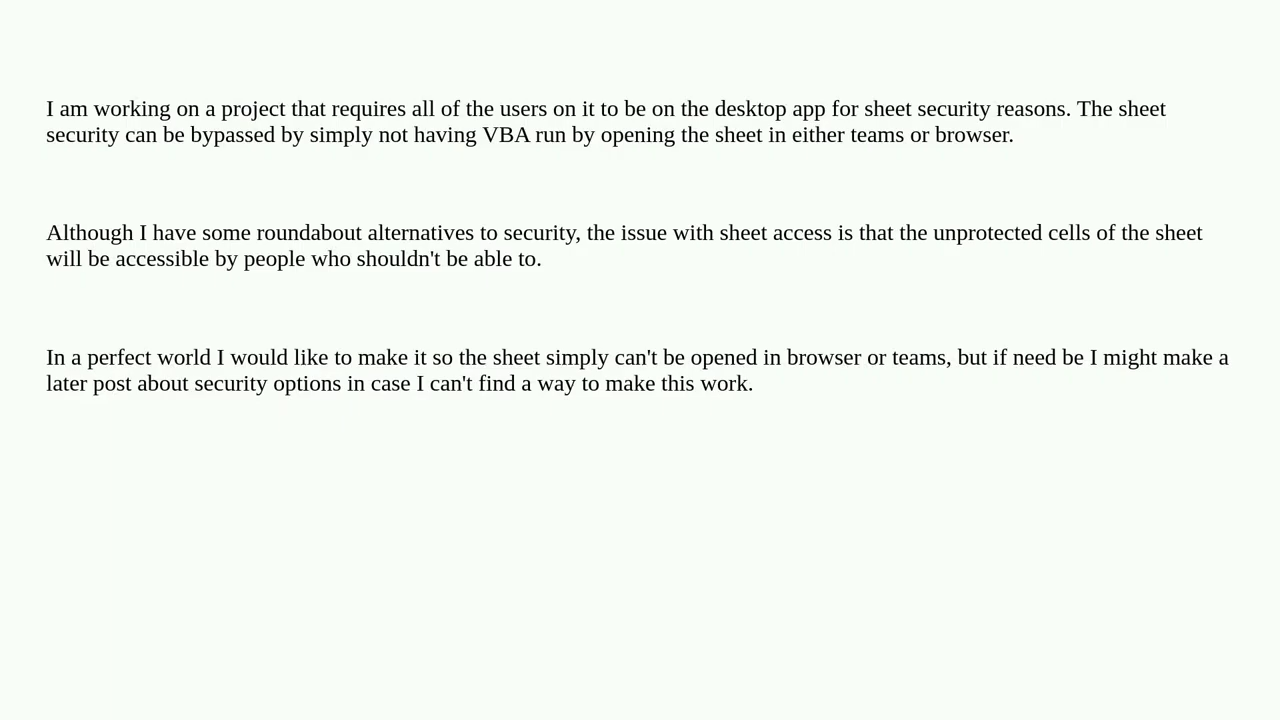 I am working on a project that requires all of the users on it to be on the desktop app for sheet security reasons. The sheet
security can be bypassed by simply not having VBA run by opening the sheet in either teams or browser.
Although I have some roundabout alternatives to security, the issue with sheet access is that the unprotected cells of the sheet
will be accessible by people who shouldn't be able to.
In a perfect world I would like to make it so the sheet simply can't be opened in browser or teams, but if need be I might make a
later post about security options in case I can't find a way to make this work.